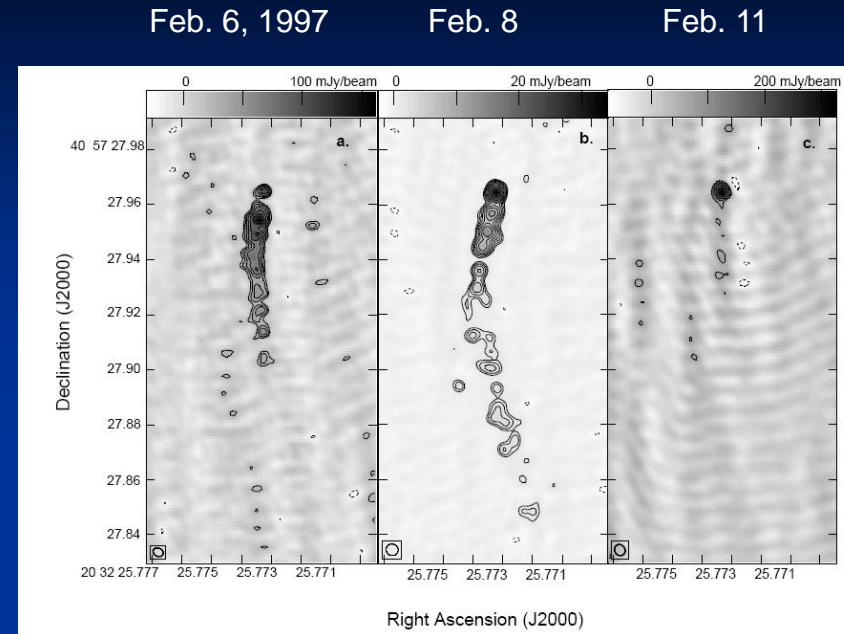 Feb. 6, 1997 Feb. 8 Feb. 11
0 100 mJy/beam 0 20 mJy/beam 0 200 mJy/beam
a. b. c.
40 57 27.98
27.96
27.94
27.92
27.90
27.88
27.86
27.84
Declination (J2000)
20 32 25.777 25.775 25.773 25.771 25.775 25.773 25.771 25.775 25.773 25.771
Right Ascension (J2000)